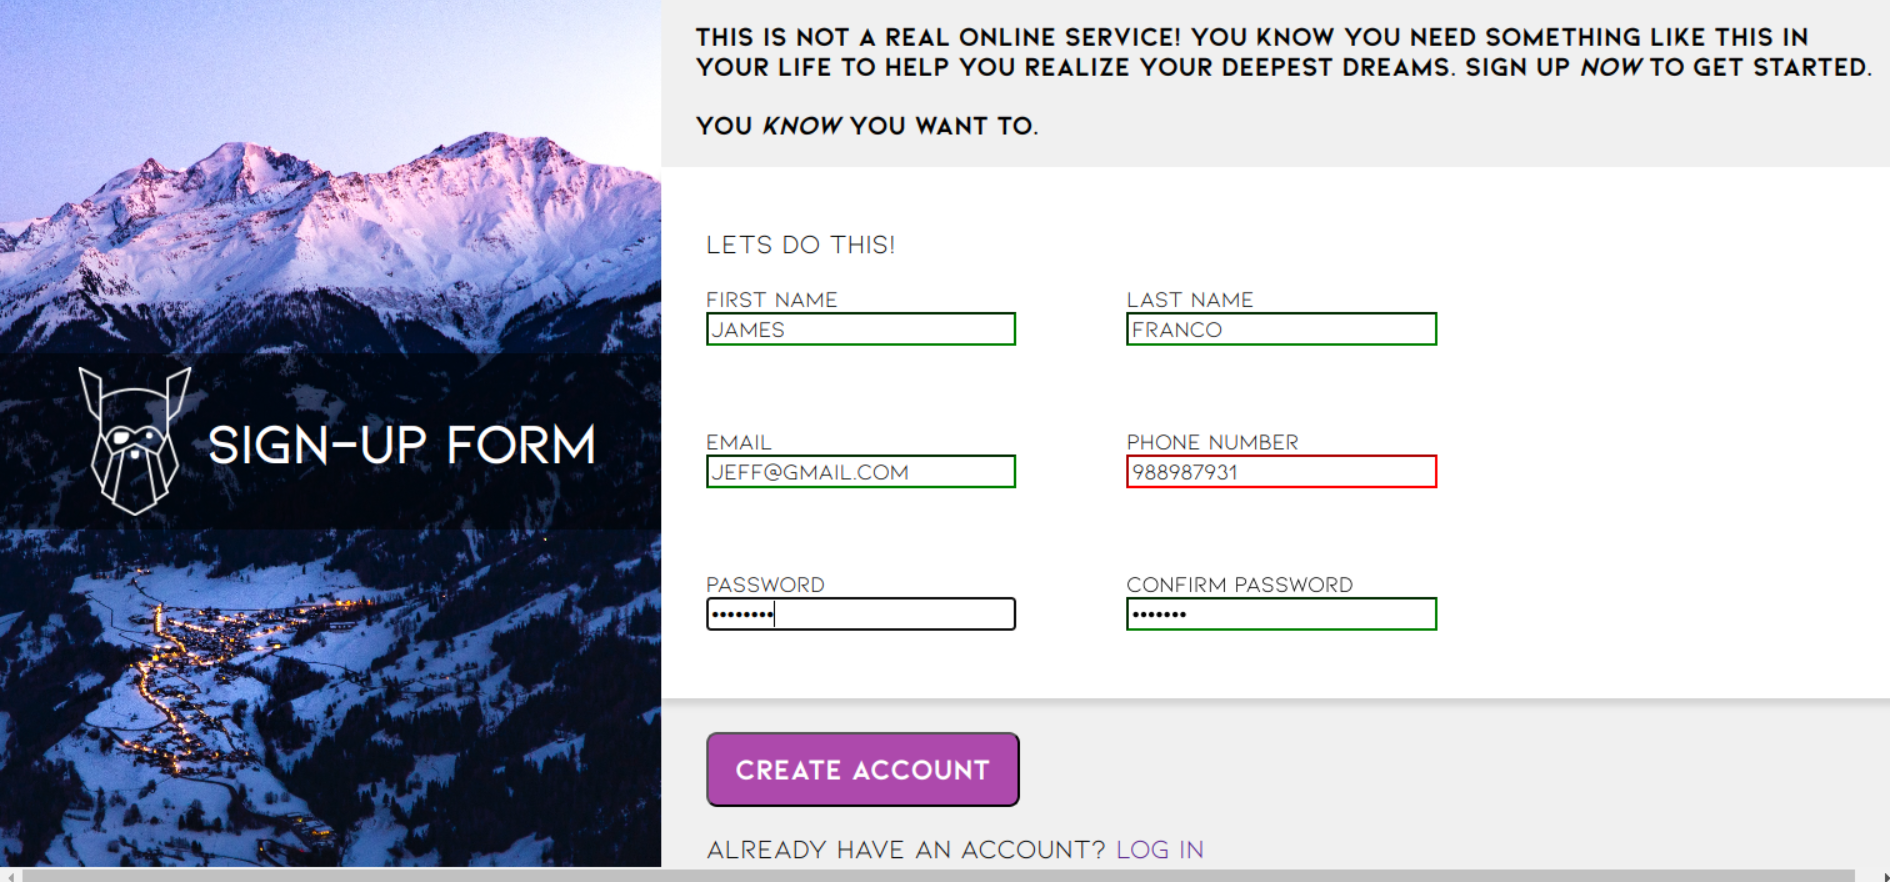 THIS IS NOT A REAL ONLINE SERVICE! YOU KNOW YOU NEED SOMETHING LIKE THIS IN
YOUR LIFE TO HELP YOU REALIZE YOUR DEEPEST DREAMS. SIGN UP NOW TO GET STARTED.
YOU KNOW YOU WANT TO.
SIGN-UP FORM
LETS DO THIS!
FIRST NAME
JAMES
LAST NAME
FRANCO
EMAIL
JEFF@GMAIL.COM
PHONE NUMBER
988987931
PASSWORD
••••••••
CONFIRM PASSWORD
•••••••
CREATE ACCOUNT
ALREADY HAVE AN ACCOUNT? LOG IN